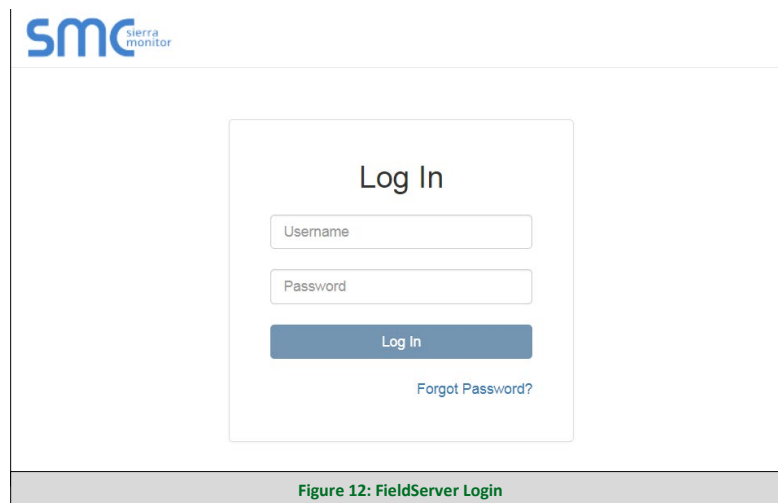 SMC sierra
monitor
Log In
Username
Password
Log In
Forgot Password?
Figure 12: FieldServer Login